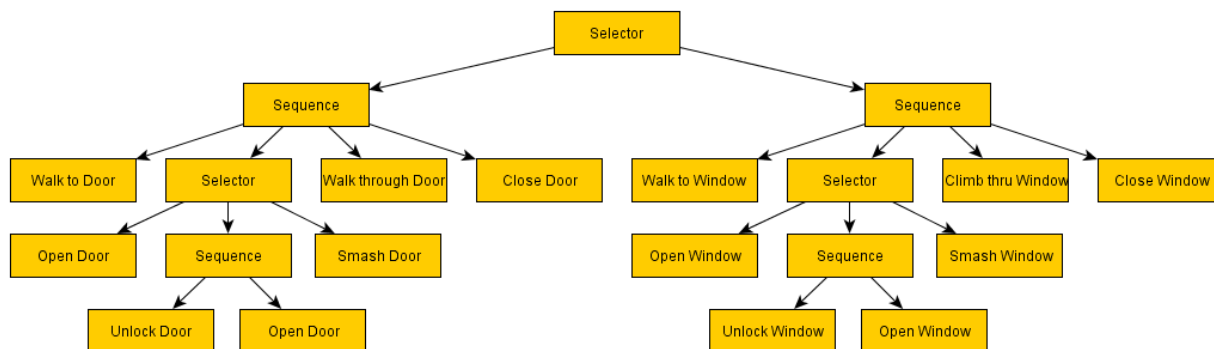 Selector
Sequence
Sequence
Walk to Door
Selector
Walk through Door
Close Door
Walk to Window
Selector
Climb thru Window
Close Window
Open Door
Sequence
Smash Door
Open Window
Sequence
Smash Window
Unlock Door
Open Door
Unlock Window
Open Window